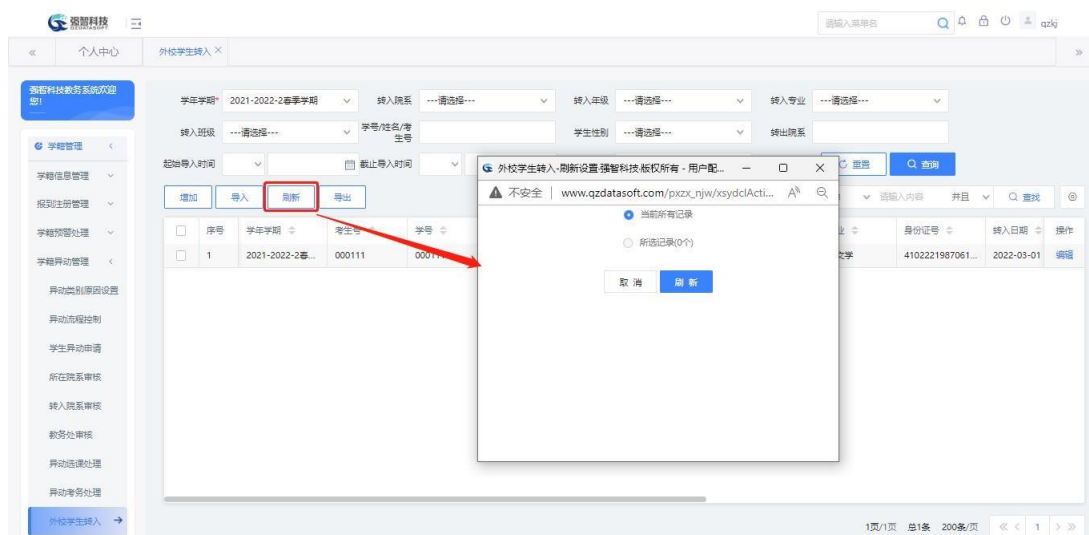 强智科技
QZDATASOFT
请输入菜单名
qzkj
个人中心
外校学生转入 ×
强智科技教务系统欢迎
您!
学籍管理
学籍信息管理
报到注册管理
学籍预警处理
学籍异动管理
异动类别原因设置
异动流程控制
学生异动申请
所在院系审核
转入院系审核
教务处审核
异动选课处理
异动考务处理
外校学生转入
学年学期* 2021-2022-2春季学期 转入院系 ---请选择--- 转入年级 ---请选择--- 转入专业 ---请选择---
转入班级 ---请选择--- 学号/姓名/考生号 学生性别 ---请选择--- 转出院系
起始导入时间 截止导入时间 重置 查询
增加 导入 刷新 导出 请输入内容 并且 查找
序号 学年学期 考生号 学号 身份证号 转入日期 操作
1 2021-2022-2春... 000111 文学 4102221987061... 2022-03-01 编辑
外校学生转入-刷新设置·强智科技·版权所有 - 用户配...
不安全 www.qzdatasoft.com/pxzx_njw/xsydclActi...
当前所有记录
所选记录(0个)
取 消 刷 新
1页/1页 总1条 200条/页 1